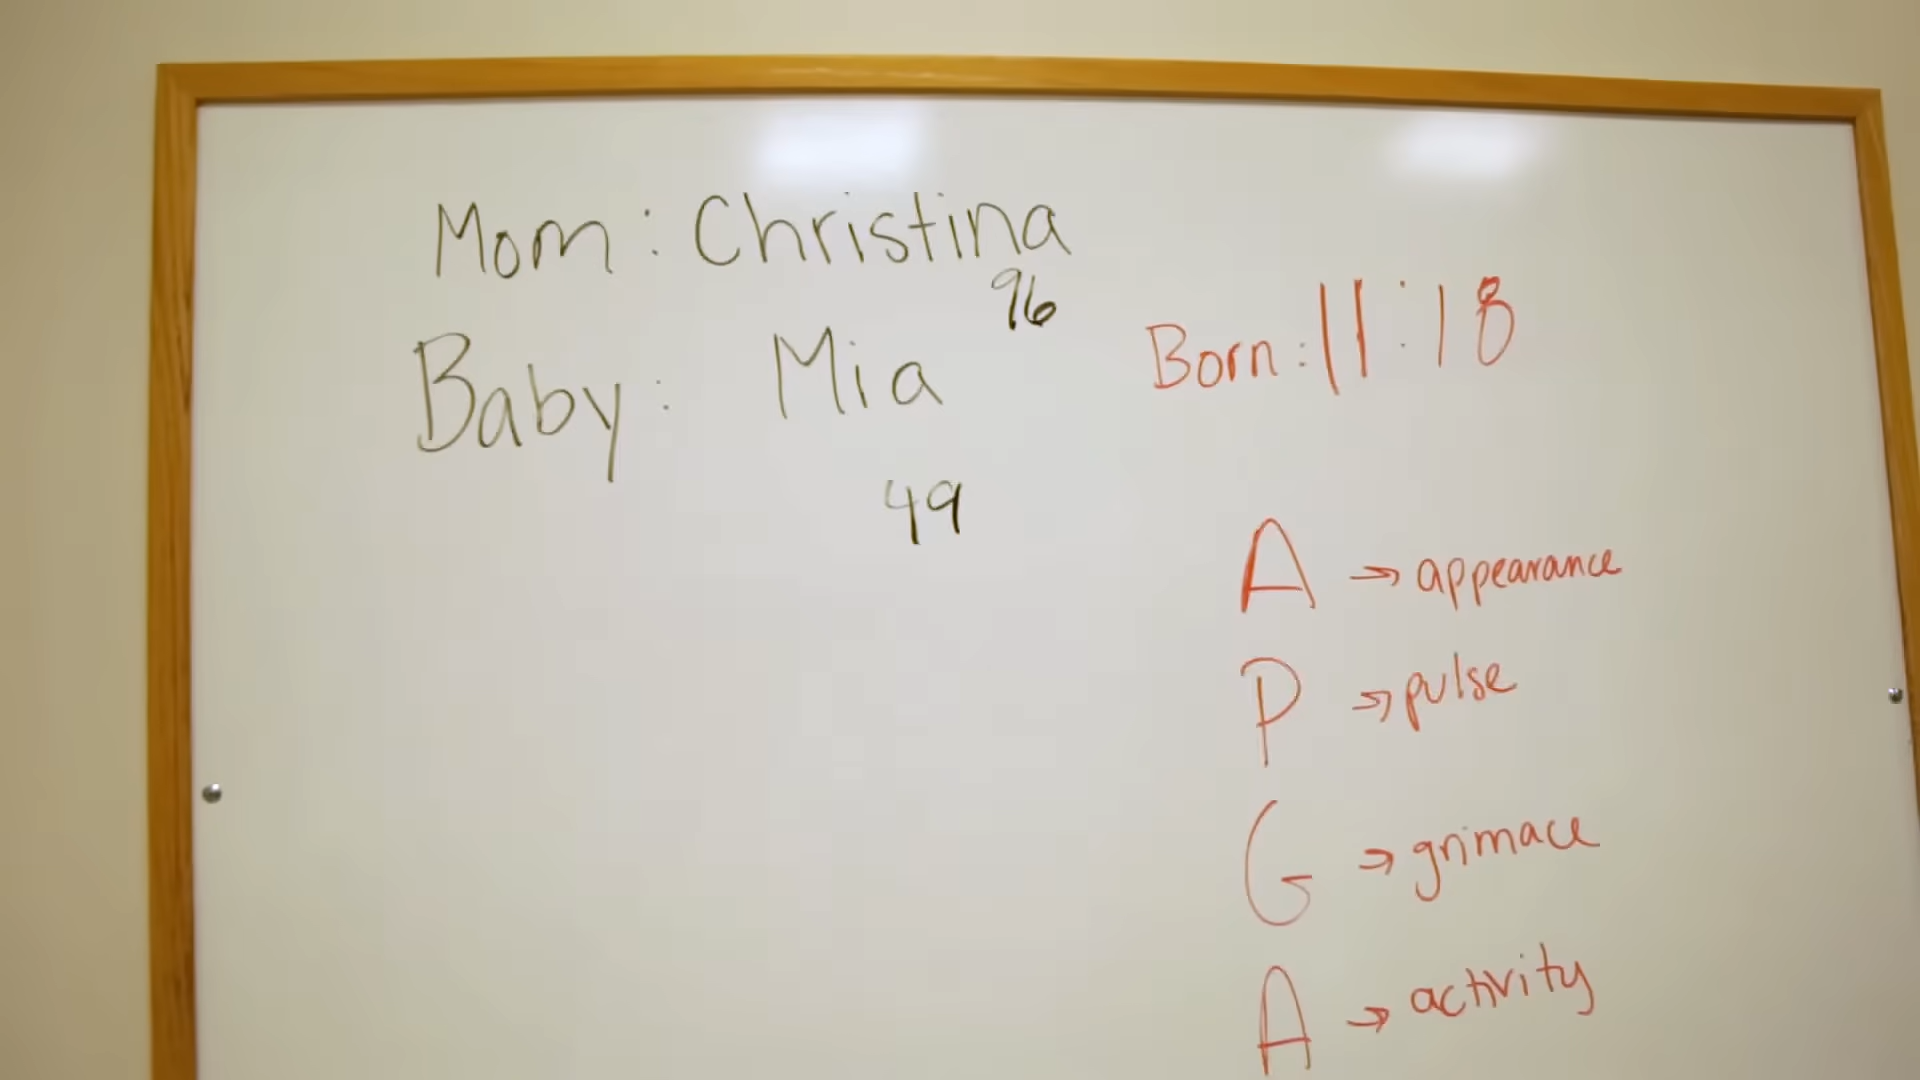 Mom: Christina
96
Baby: Mia
Born: 11:18
49
A → appearance
P → pulse
G → grimace
A → activity